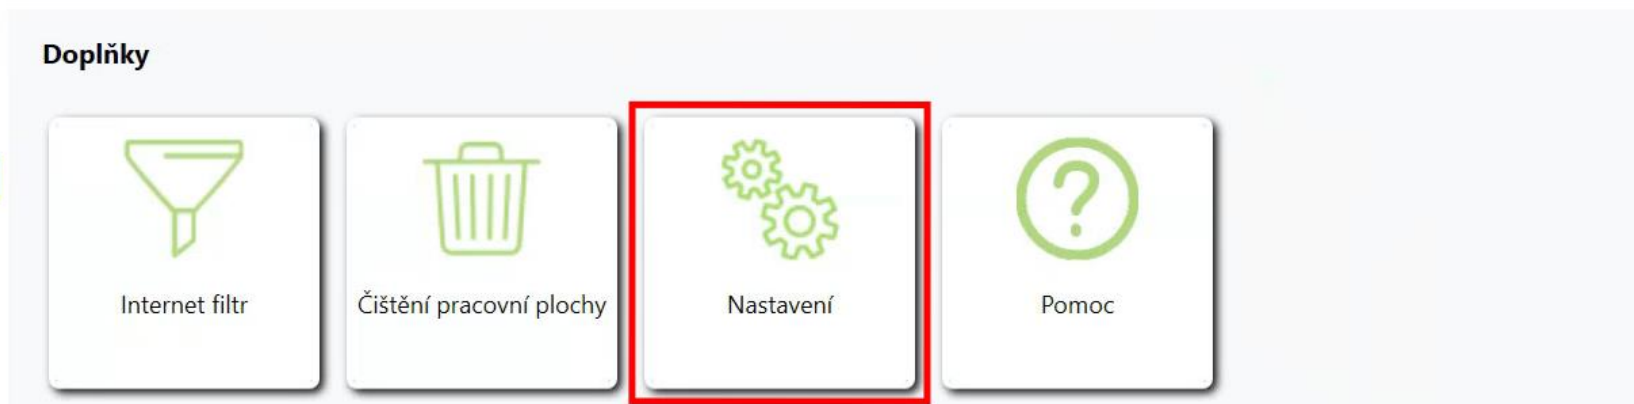 Doplňky
Internet filtr
Čištění pracovní plochy
Nastavení
Pomoc